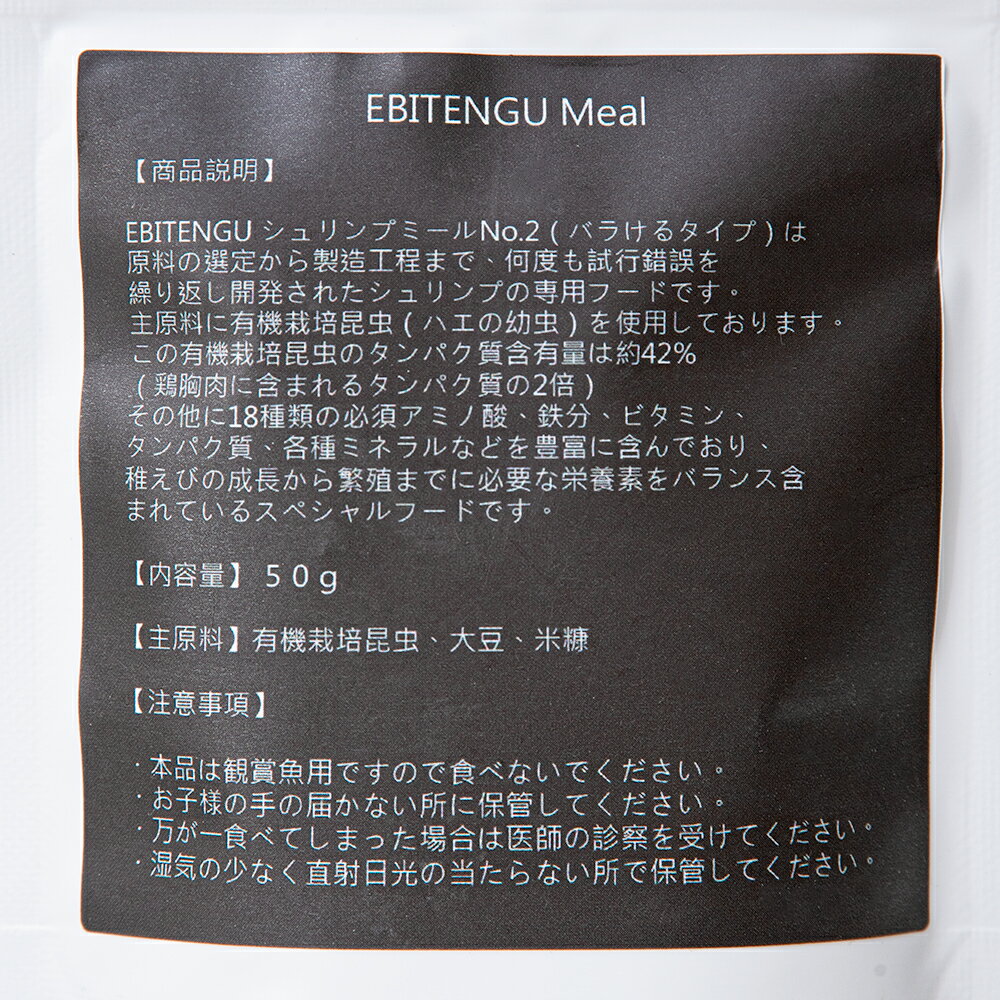 EBITENGU Meal
【商品説明】
EBITENGU シュリンプミールNo.2（バラけるタイプ）は
原料の選定から製造工程まで、何度も試行錯誤を
繰り返し開発されたシュリンプの専用フードです。
主原料に有機栽培昆虫（ハエの幼虫）を使用しております。
この有機栽培昆虫のタンパク質含有量は約42%
（鶏胸肉に含まれるタンパク質の2倍）
その他に18種類の必須アミノ酸、鉄分、ビタミン、
タンパク質、各種ミネラルなどを豊富に含んでおり、
稚えびの成長から繁殖までに必要な栄養素をバランス含
まれているスペシャルフードです。
【内容量】５０ｇ
【主原料】有機栽培昆虫、大豆、米糠
【注意事項】
・本品は観賞魚用ですので食べないでください。
・お子様の手の届かない所に保管してください。
・万が一食べてしまった場合は医師の診察を受けてください。
・湿気の少なく直射日光の当たらない所で保管してください。